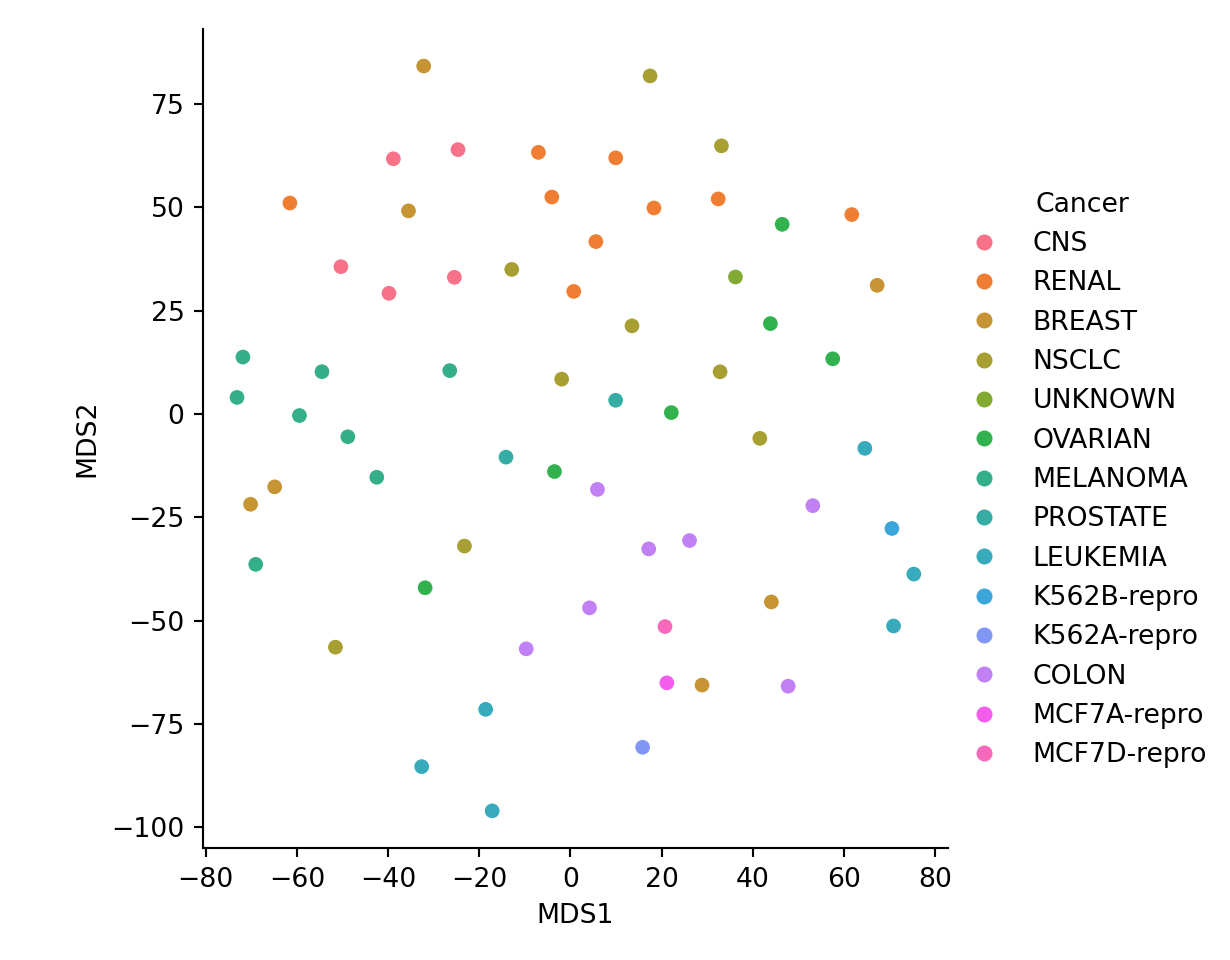 75
50
25
0
−25
−50
−75
−100
MDS2
−80 −60 −40 −20 0 20 40 60 80
MDS1
Cancer
CNS
RENAL
BREAST
NSCLC
UNKNOWN
OVARIAN
MELANOMA
PROSTATE
LEUKEMIA
K562B-repro
K562A-repro
COLON
MCF7A-repro
MCF7D-repro